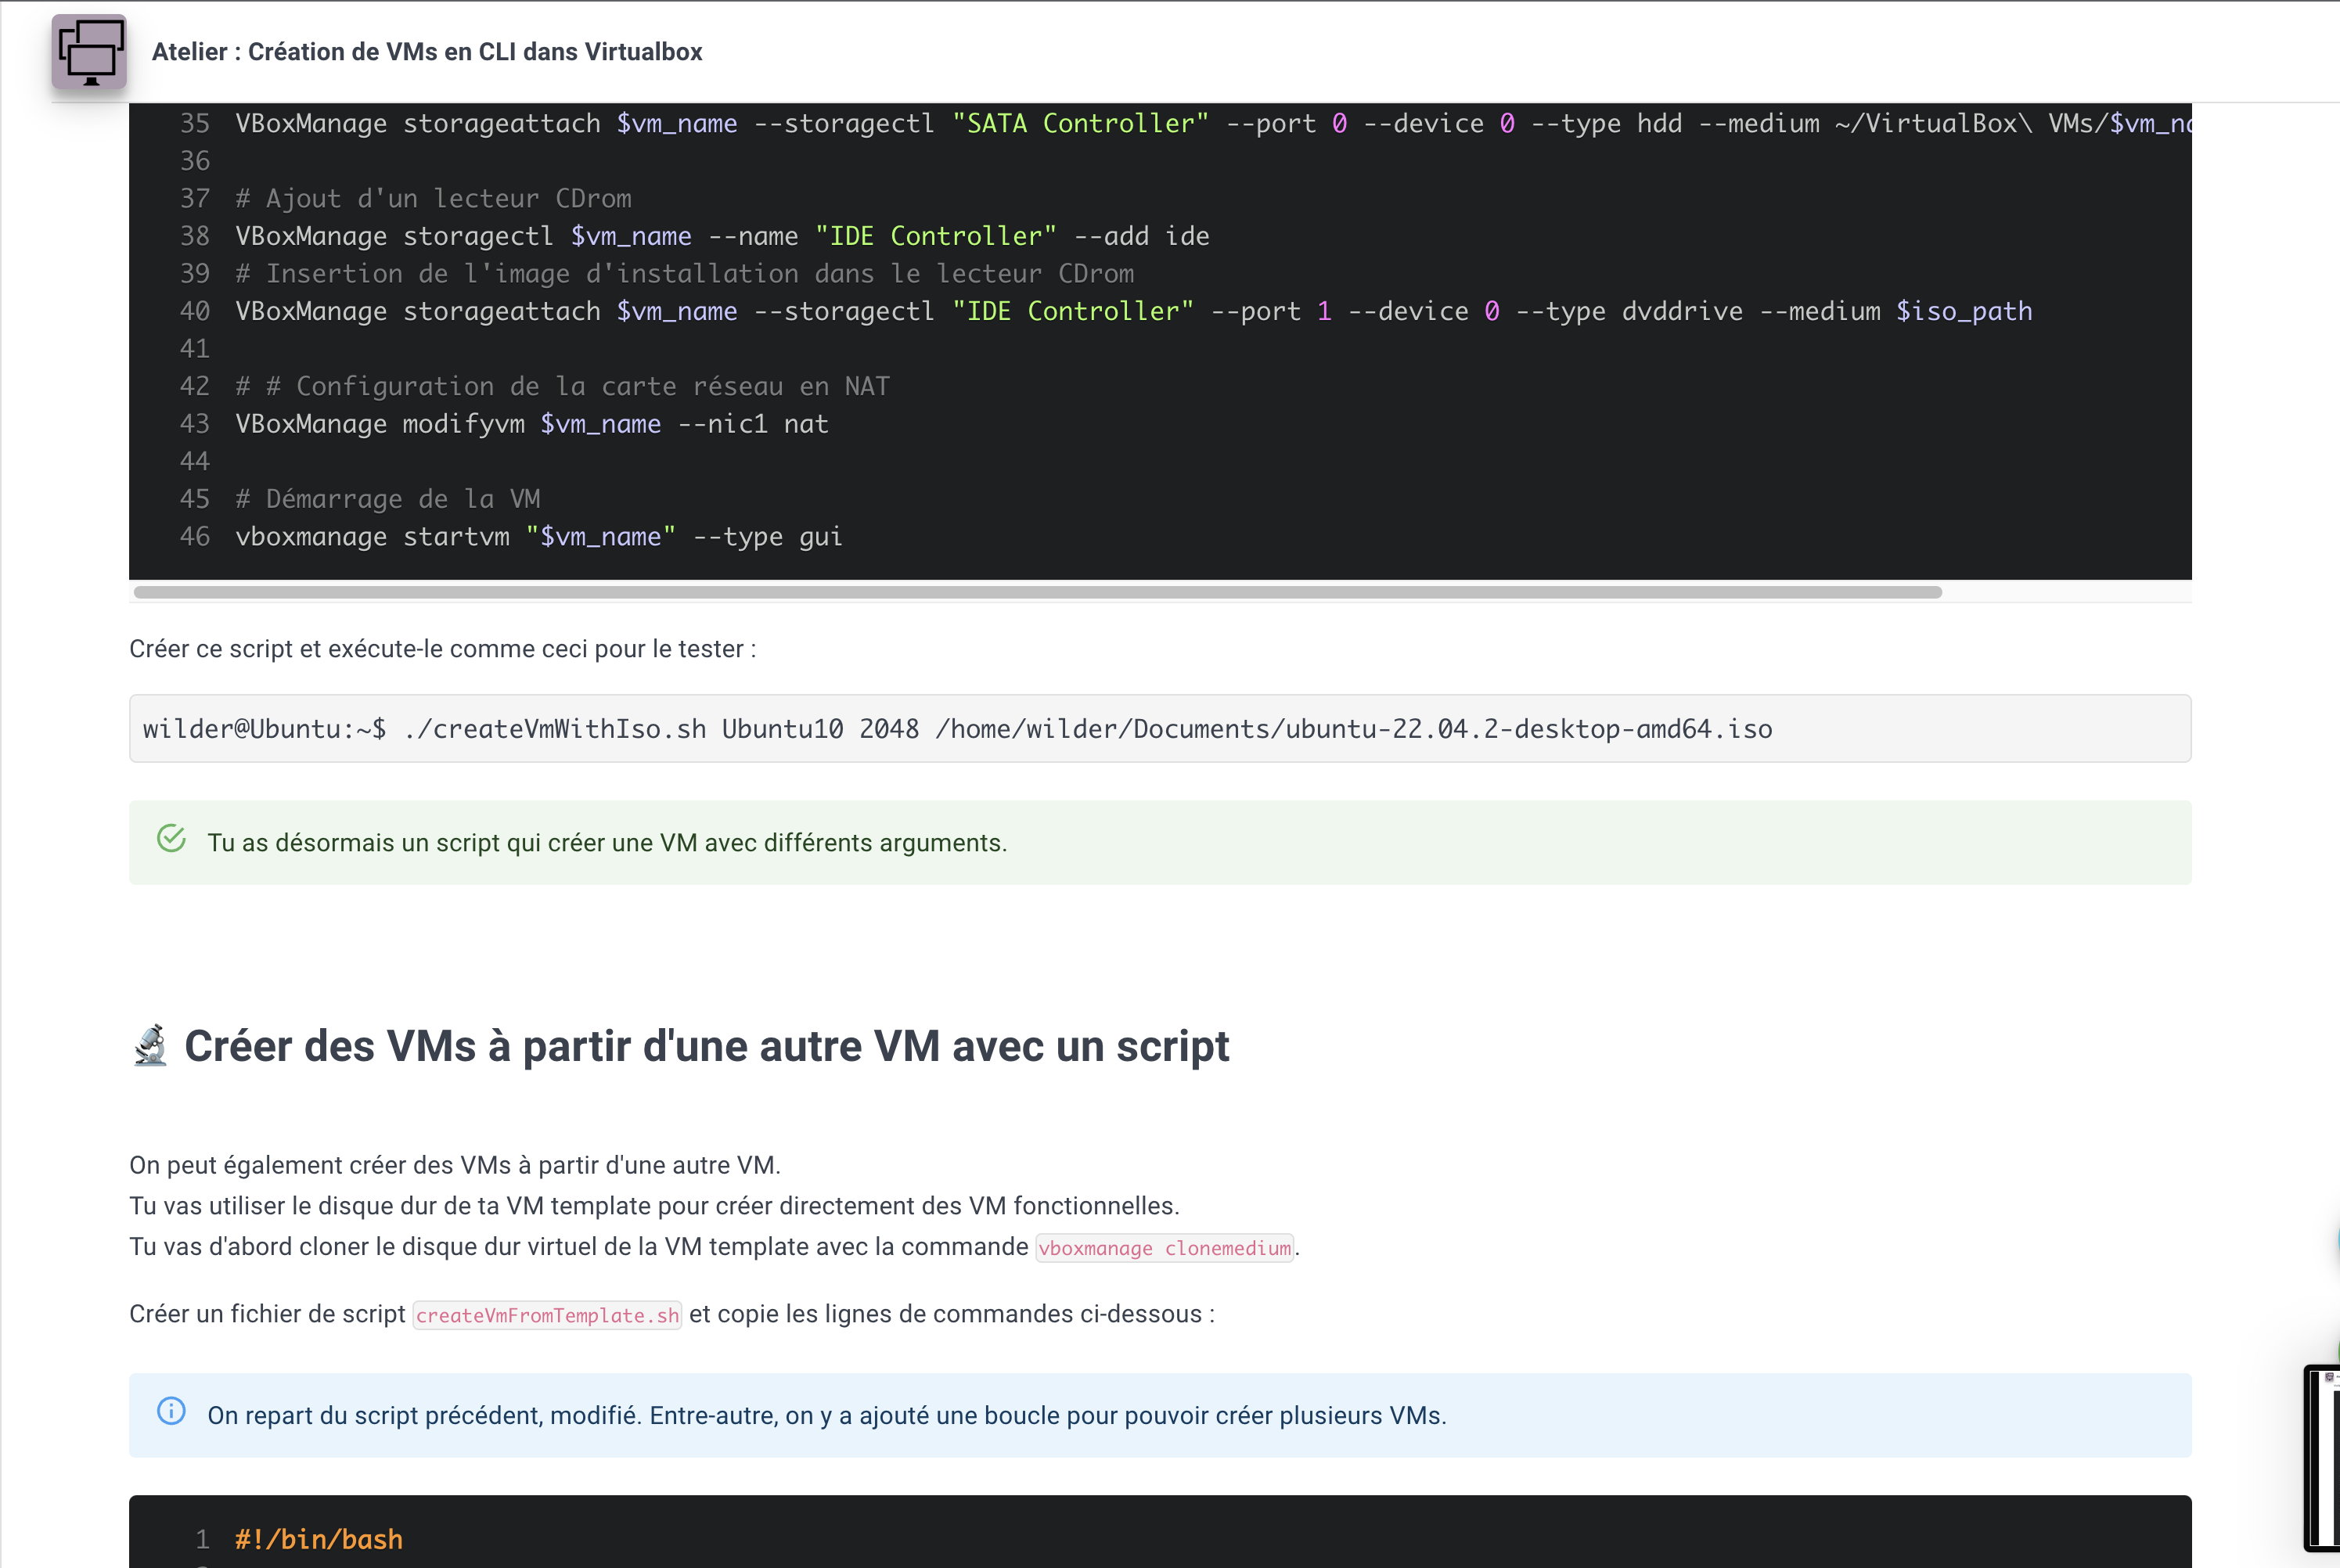 Atelier : Création de VMs en CLI dans Virtualbox
35 VBoxManage storageattach $vm_name --storagectl "SATA Controller" --port 0 --device 0 --type hdd --medium ~/VirtualBox\ VMs/$vm_na
36
37 # Ajout d'un lecteur CDrom
38 VBoxManage storagectl $vm_name --name "IDE Controller" --add ide
39 # Insertion de l'image d'installation dans le lecteur CDrom
40 VBoxManage storageattach $vm_name --storagectl "IDE Controller" --port 1 --device 0 --type dvddrive --medium $iso_path
41
42 # # Configuration de la carte réseau en NAT
43 VBoxManage modifyvm $vm_name --nic1 nat
44
45 # Démarrage de la VM
46 vboxmanage startvm "$vm_name" --type gui
Créer ce script et exécute-le comme ceci pour le tester :
wilder@Ubuntu:~$ ./createVmWithIso.sh Ubuntu10 2048 /home/wilder/Documents/ubuntu-22.04.2-desktop-amd64.iso
Tu as désormais un script qui créer une VM avec différents arguments.
Créer des VMs à partir d'une autre VM avec un script
On peut également créer des VMs à partir d'une autre VM.
Tu vas utiliser le disque dur de ta VM template pour créer directement des VM fonctionnelles.
Tu vas d'abord cloner le disque dur virtuel de la VM template avec la commande vboxmanage clonemedium.
Créer un fichier de script createVmFromTemplate.sh et copie les lignes de commandes ci-dessous :
On repart du script précédent, modifié. Entre-autre, on y a ajouté une boucle pour pouvoir créer plusieurs VMs.
1 #!/bin/bash